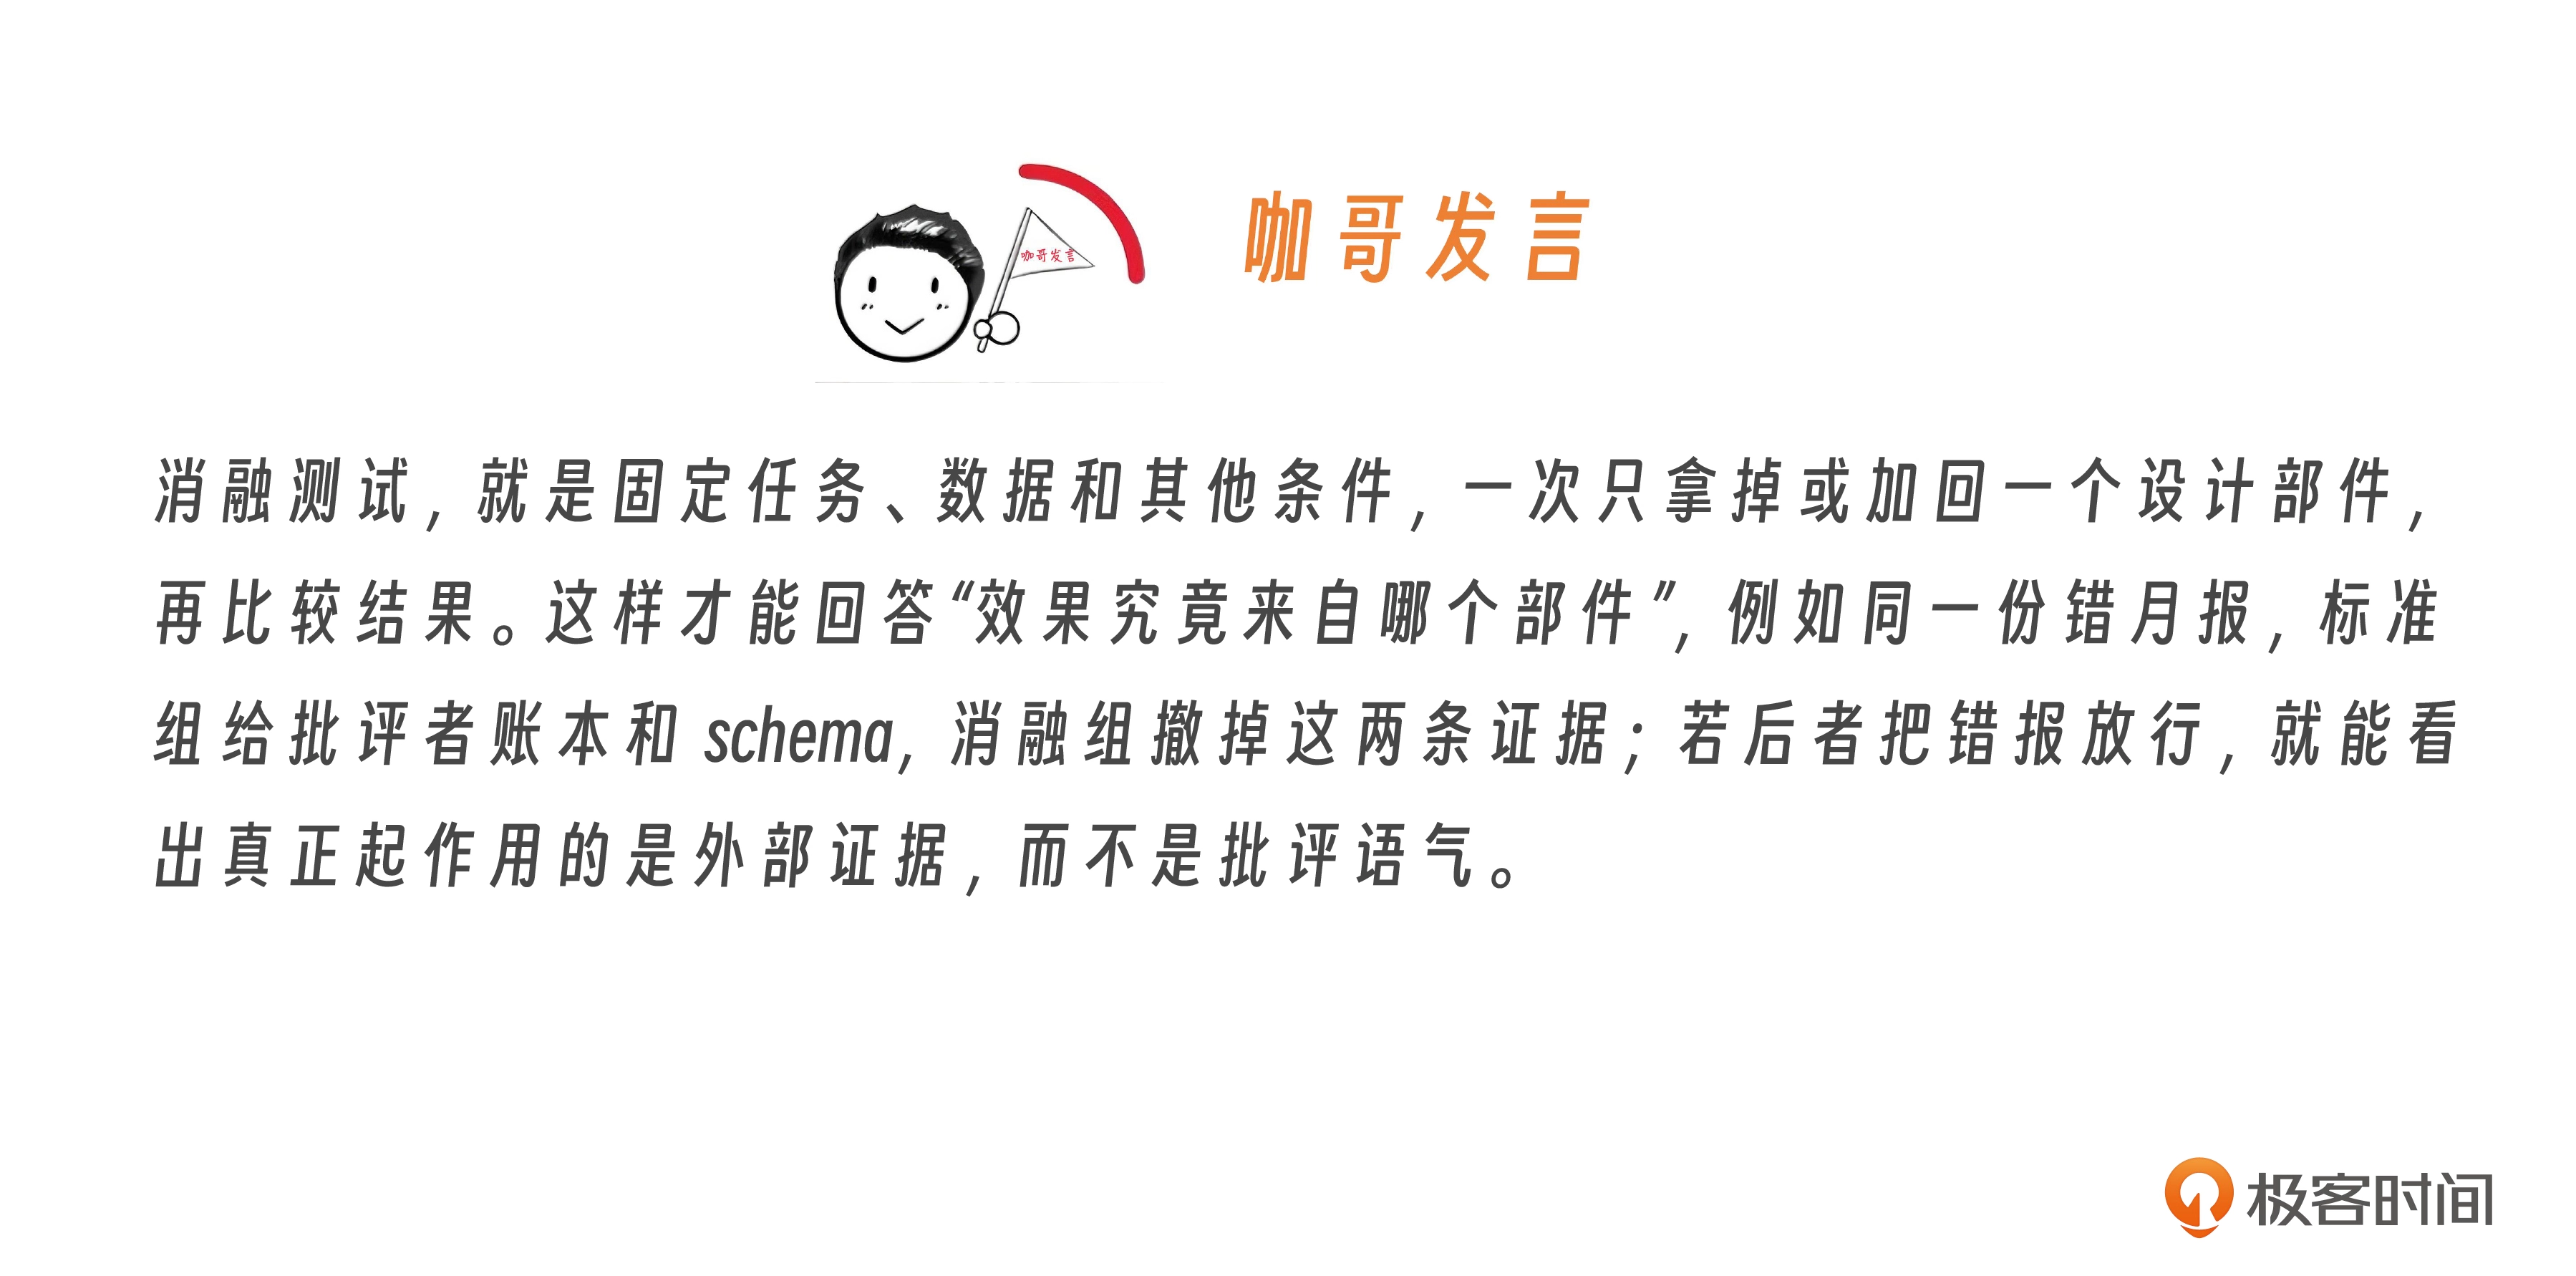 咖哥发言
咖哥发言
消融测试，就是固定任务、数据和其他条件，一次只拿掉或加回一个设计部件，
再比较结果。这样才能回答“效果究竟来自哪个部件”，例如同一份错月报，标准
组给批评者账本和 schema，消融组撤掉这两条证据；若后者把错报放行，就能看
出真正起作用的是外部证据，而不是批评语气。
极客时间